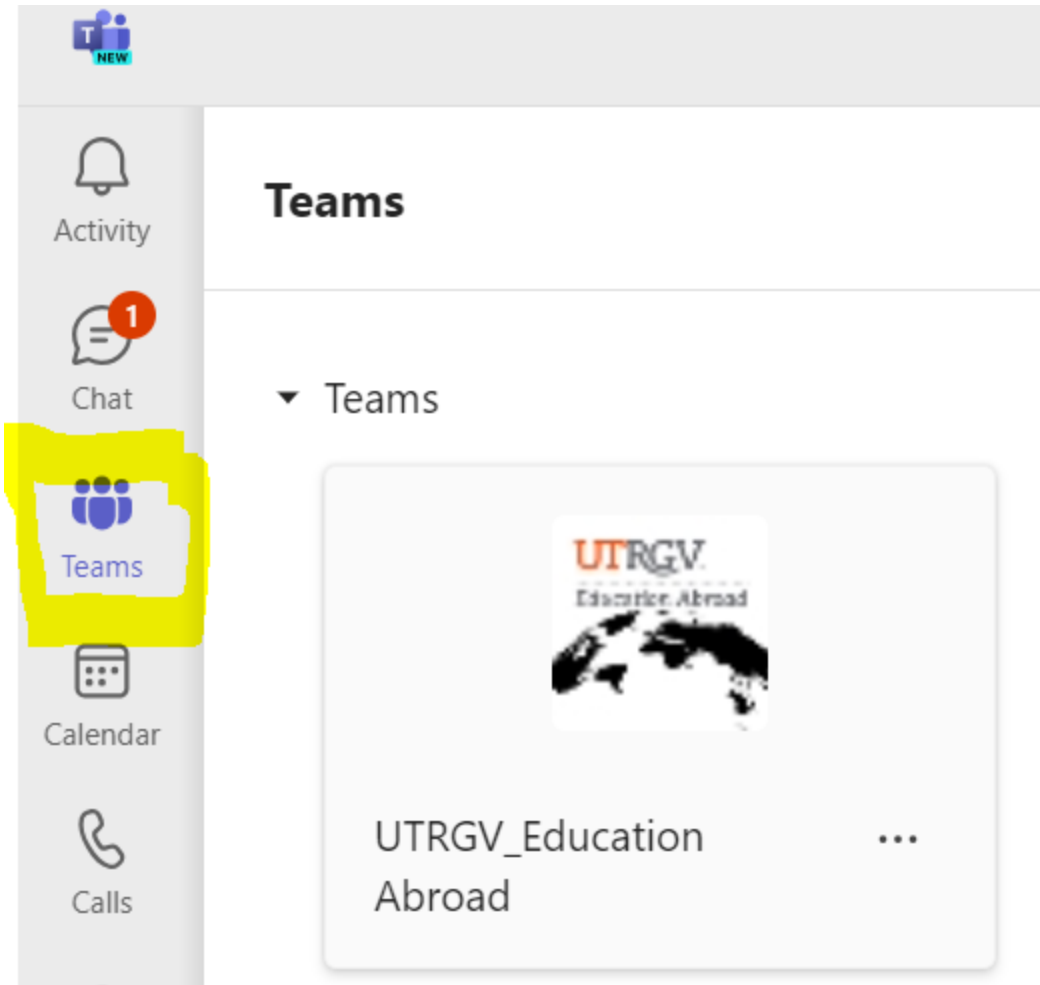 T
NEW
Activity
1
Chat
Teams
Calendar
Calls
Teams
Teams
UTRGV
Education Abroad
UTRGV_Education
Abroad